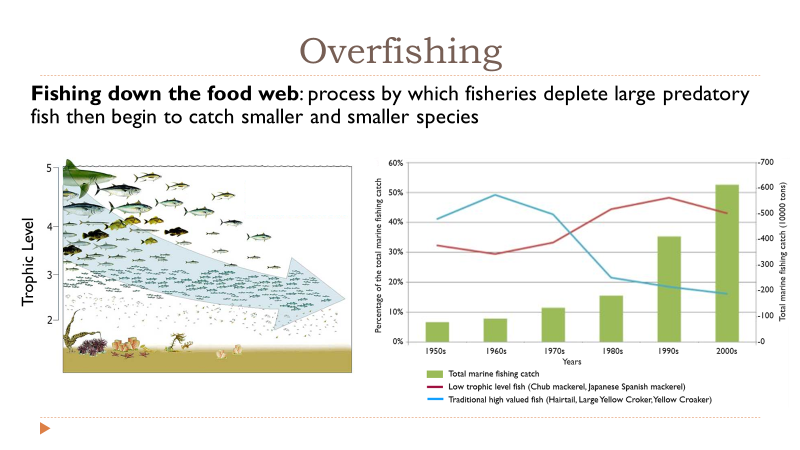 Overfishing
Fishing down the food web: process by which fisheries deplete large predatory
fish then begin to catch smaller and smaller species
Trophic Level
5
4
3
2
Percentage of the total marine fishing catch
60%
50%
40%
30%
20%
10%
0%
700
600
500
400
300
200
100
0
Total marine fishing catch (10000 tons)
1950s 1960s 1970s 1980s 1990s 2000s
Years
Total marine fishing catch
Low trophic level fish (Chub mackerel, Japanese Spanish mackerel)
Traditional high valued fish (Hairtail, Large Yellow Croker, Yellow Croaker)